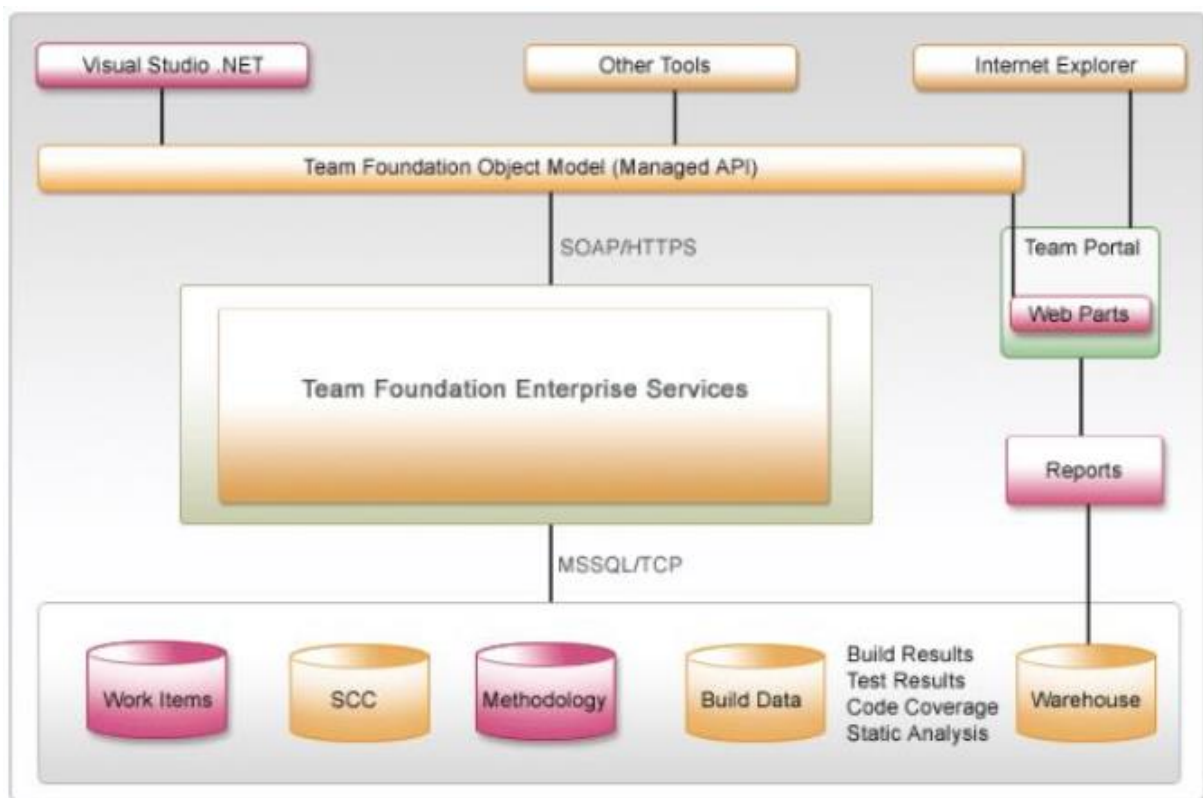 Visual Studio .NET
Other Tools
Internet Explorer
Team Foundation Object Model (Managed API)
SOAP/HTTPS
Team Portal
Web Parts
Team Foundation Enterprise Services
Reports
MSSQL/TCP
Work Items
SCC
Methodology
Build Data
Build Results
Test Results
Code Coverage
Static Analysis
Warehouse